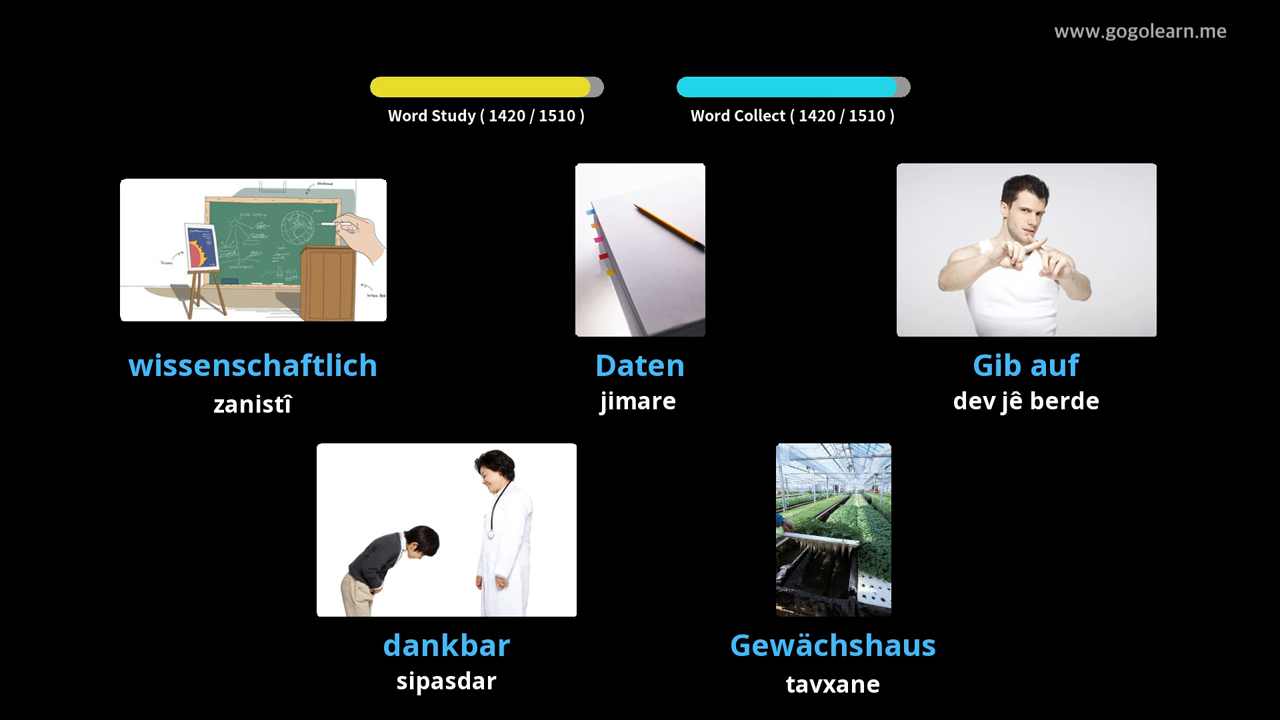 www.gogolearn.me
Word Study ( 1420 / 1510 )
Word Collect ( 1420 / 1510 )
wissenschaftlich
zanistî
Daten
jimare
Gib auf
dev jê berde
dankbar
sipasdar
Gewächshaus
tavxane